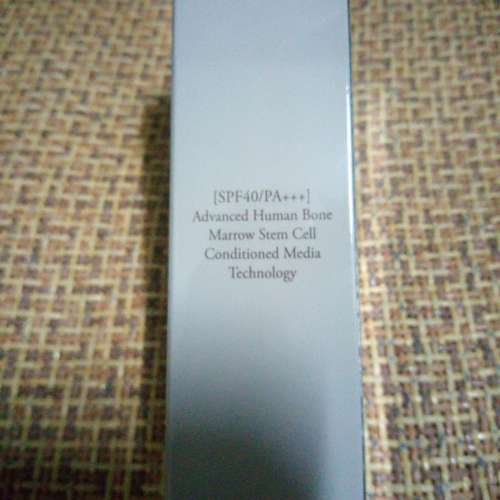 [SPF40/PA+++]
Advanced Human Bone
Marrow Stem Cell
Conditioned Media
Technology